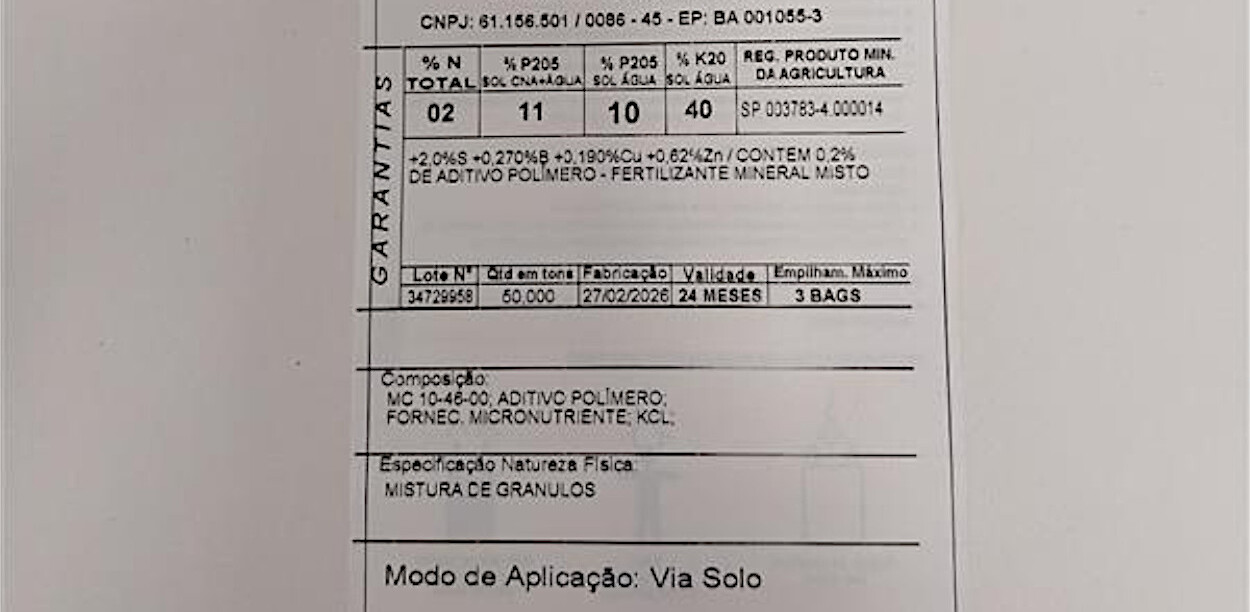 CNPJ: 61.156.501 / 0086 - 45 - EP: BA 001055-3
GARANTIAS
% N TOTAL
% P205 SOL CNA+ÁGUA
% P205 SOL ÁGUA
% K20 SOL ÁGUA
REG. PRODUTO MIN. DA AGRICULTURA
02 11 10 40 SP 003783-4.000014
+2,0%S +0,270%B +0,190%Cu +0,62%Zn / CONTEM 0,2%
DE ADITIVO POLÍMERO - FERTILIZANTE MINERAL MISTO
Lote Nº Qtd em tons Fabricação Validade Empilham. Máximo
34729958 50,000 27/02/2026 24 MESES 3 BAGS
Composição:
MC 10-46-00; ADITIVO POLÍMERO;
FORNEC. MICRONUTRIENTE; KCL;
Especificação Natureza Física:
MISTURA DE GRANULOS
Modo de Aplicação: Via Solo